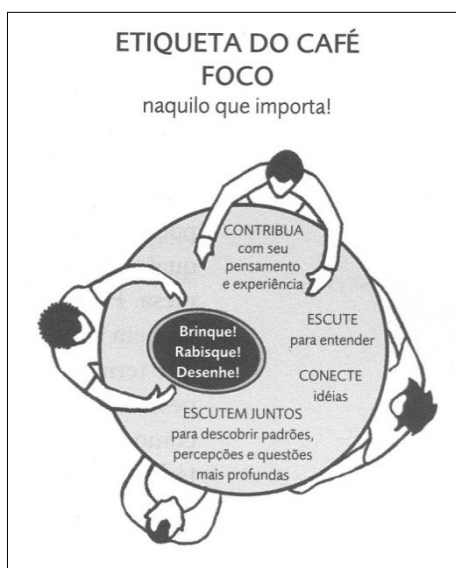 ETIQUETA DO CAFÉ
FOCO
naquilo que importa!
CONTRIBUA
com seu
pensamento
e experiência
Brinque!
Rabisque!
Desenhe!
ESCUTE
para entender
CONECTE
idéias
ESCUTEM JUNTOS
para descobrir padrões,
percepções e questões
mais profundas